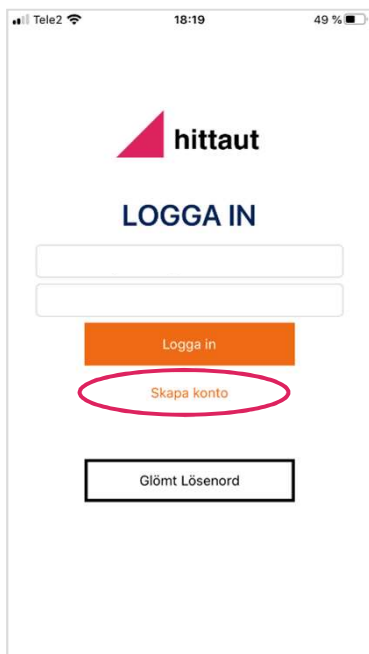 Tele2 18:19 49 %
hittaut
LOGGA IN
Logga in
Skapa konto
Glömt Lösenord